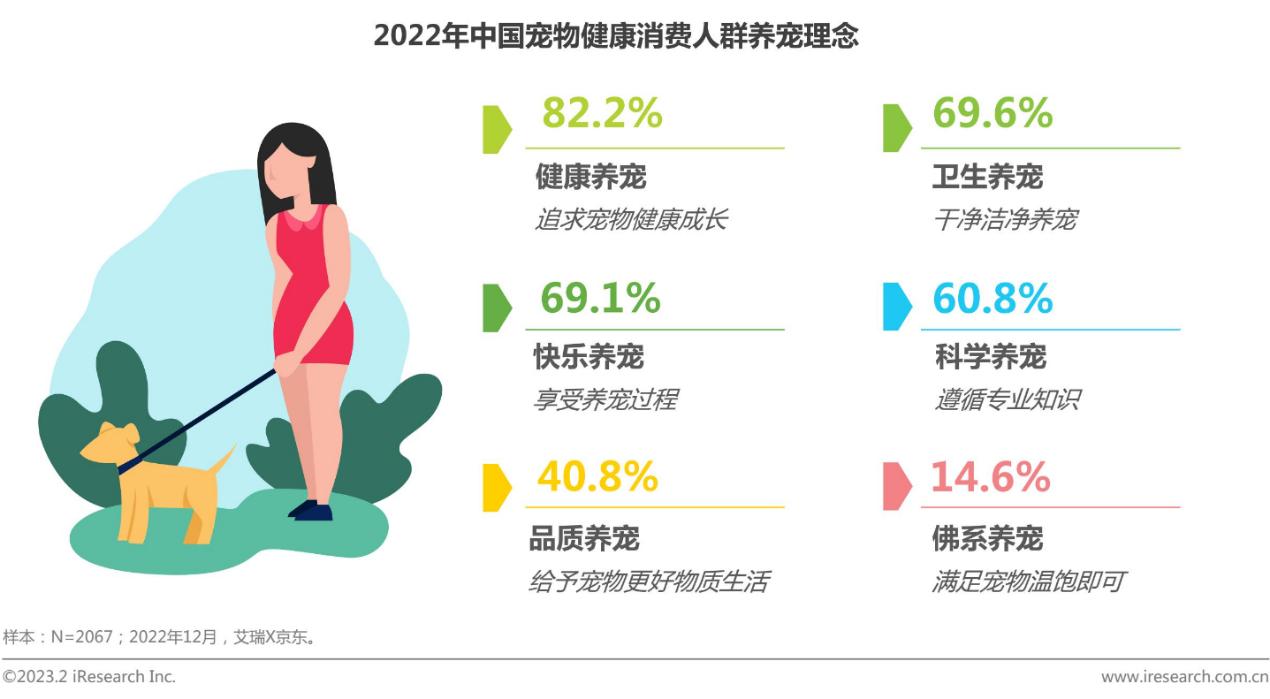 2022年中国宠物健康消费人群养宠理念
82.2%
健康养宠
追求宠物健康成长
69.6%
卫生养宠
干净洁净养宠
69.1%
快乐养宠
享受养宠过程
60.8%
科学养宠
遵循专业知识
40.8%
品质养宠
给予宠物更好物质生活
14.6%
佛系养宠
满足宠物温饱即可
样本：N=2067；2022年12月，艾瑞X京东。
©2023.2 iResearch Inc.
www.iresearch.com.cn